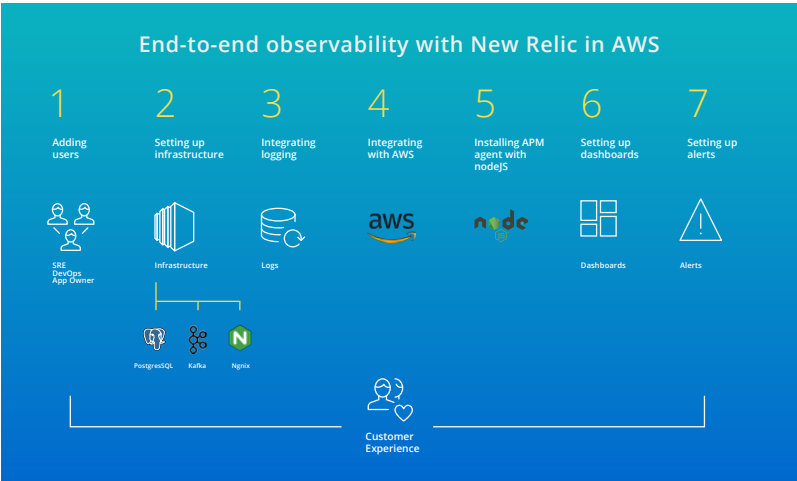 End-to-end observability with New Relic in AWS
1
Adding
users
2
Setting up
infrastructure
3
Integrating
logging
4
Integrating
with AWS
5
Installing APM
agent with
nodeJS
6
Setting up
dashboards
7
Setting up
alerts
SRE
DevOps
App Owner
Infrastructure
Logs
aws
node
JS
Dashboards
Alerts
N
PostgresSQL
Kafka
Ngnix
Customer
Experience